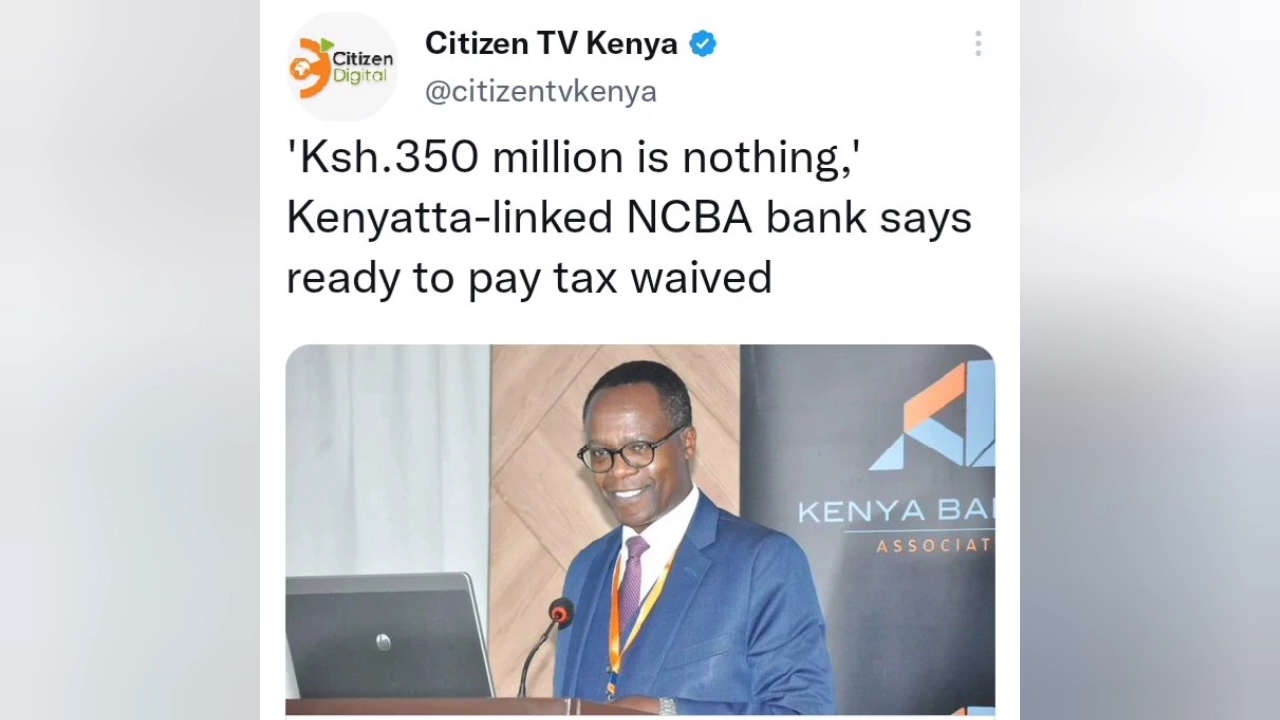 Citizen
Digital
Citizen TV Kenya
@citizentvkenya
'Ksh.350 million is nothing,'
Kenyatta-linked NCBA bank says
ready to pay tax waived
hp
KENYA BA
ASSOCIAT